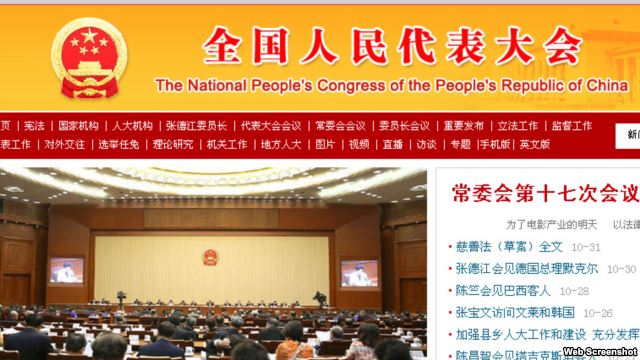 全国人民代表大会
The National People's Congress of the People's Republic of China
页 | 宪法 | 国家机构 | 人大机构 | 张德江委员长 | 代表大会会议 | 常委会会议 | 委员长会议 | 重要发布 | 立法工作 | 监督工作
表工作 | 对外交往 | 选举任免 | 理论研究 | 机关工作 | 地方人大 | 图片 | 视频 | 直播 | 访谈 | 专题 | 手机版 | 英文版
新
常委会第十七次会议
为了电影产业的明天 以法
慈善法（草案）全文 10-31
张德江会见德国总理默克尔 10-30
陈竺会见巴西客人 10-28
张宝文访问文莱和韩国 10-26
加强县乡人大工作和建设 充分发挥
Web Screenshot